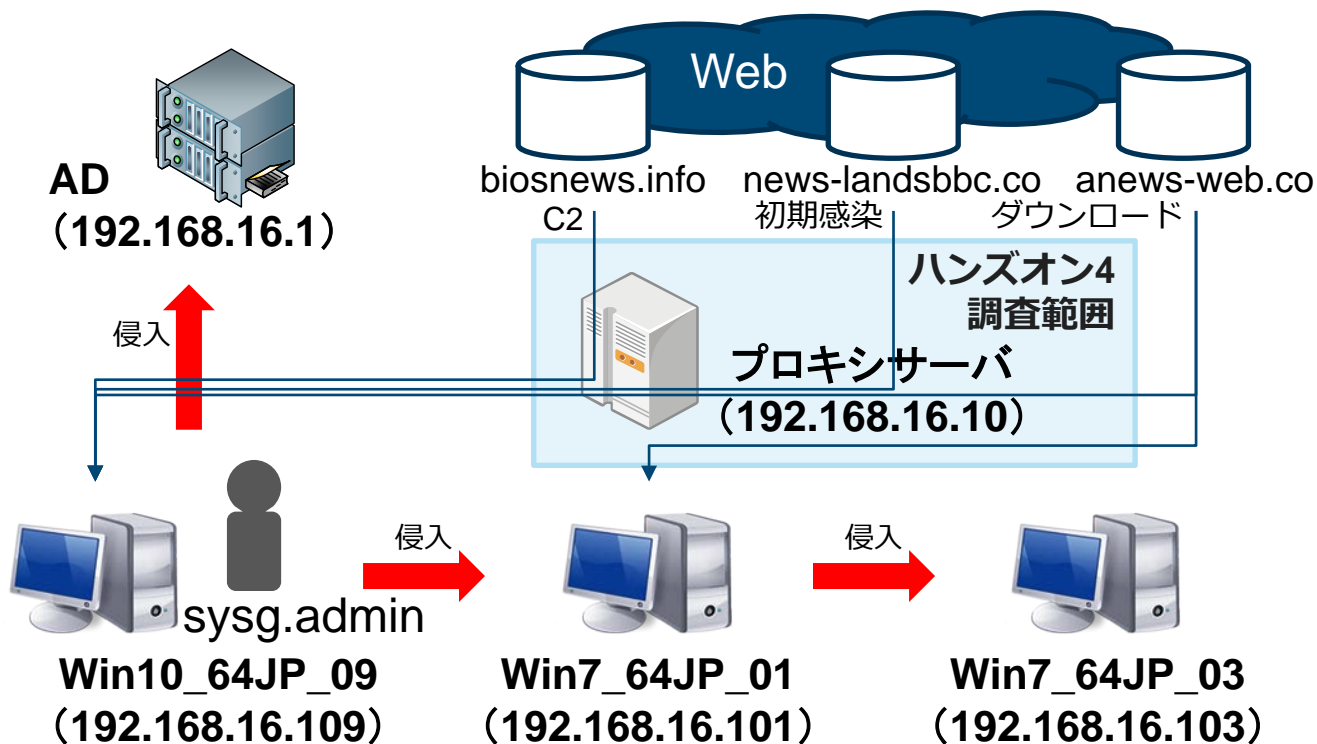 Web
AD
（192.168.16.1）
biosnews.info
news-landsbbc.co
anews-web.co
C2
初期感染
ダウンロード
ハンズオン4
調査範囲
侵入
プロキシサーバ
（192.168.16.10）
侵入
侵入
sysg.admin
Win10_64JP_09
（192.168.16.109）
Win7_64JP_01
（192.168.16.101）
Win7_64JP_03
（192.168.16.103）